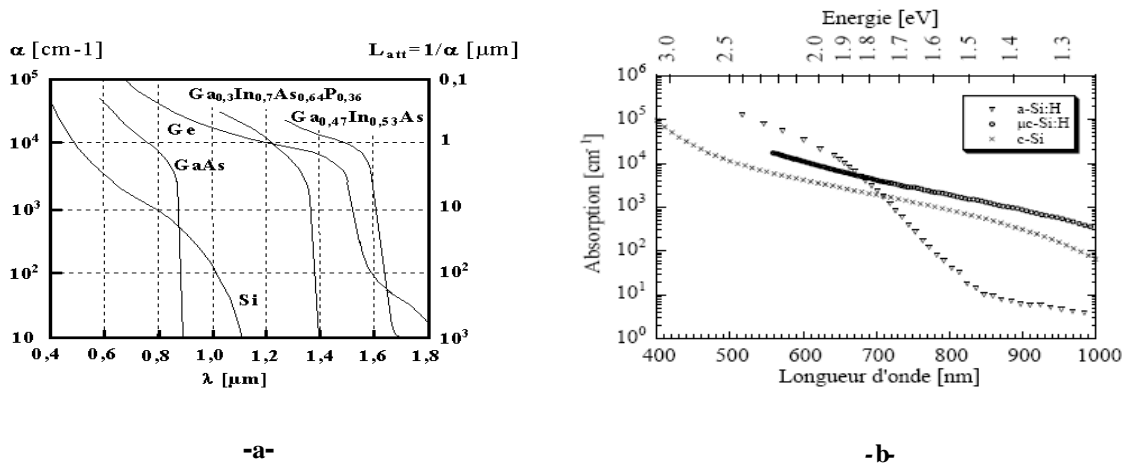 α [cm-1]
L_att=1/α [μm]
10^5
10^4
10^3
10^2
10
0,1
1
10
10^2
10^3
Ga0,3In0,7As0,64P0,36
Ga0,47In0,53As
Ge
GaAs
Si
0,4 0,6 0,8 1,0 1,2 1,4 1,6 1,8
λ [μm]
-a-
Energie [eV]
3.0 2.5 2.0 1.9 1.8 1.7 1.6 1.5 1.4 1.3
Absorption [cm^-1]
10^6
10^5
10^4
10^3
10^2
10^1
10^0
a-Si:H
μc-Si:H
c-Si
400 500 600 700 800 900 1000
Longueur d'onde [nm]
-b-